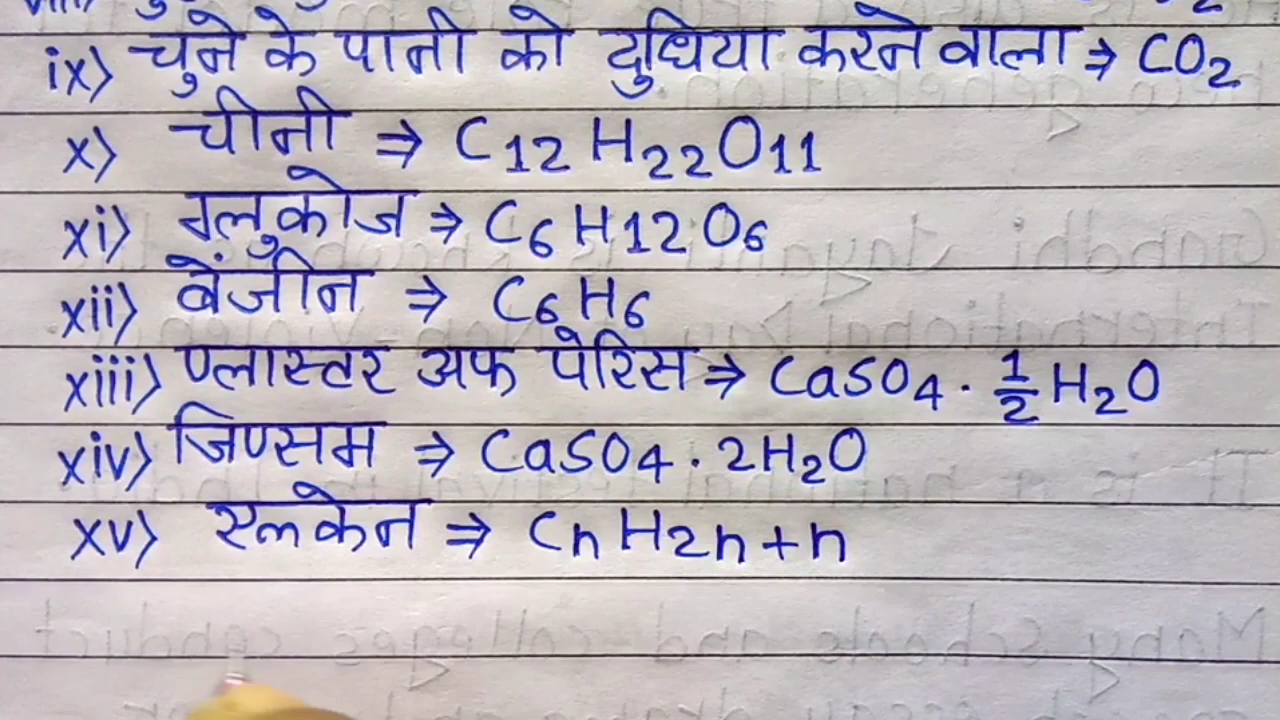 ix) चुने के पानी को दुधिया करने वाला ⇒ CO₂
x) चीनी ⇒ C₁₂H₂₂O₁₁
xi) ग्लुकोज ⇒ C₆H₁₂O₆
xii) बेंजीन ⇒ C₆H₆
xiii) प्लास्टर अफ पेरिस ⇒ CaSO₄ · ½ H₂O
xiv) जिप्सम ⇒ CaSO₄ · 2H₂O
xv) एल्केन ⇒ CnH2n+n